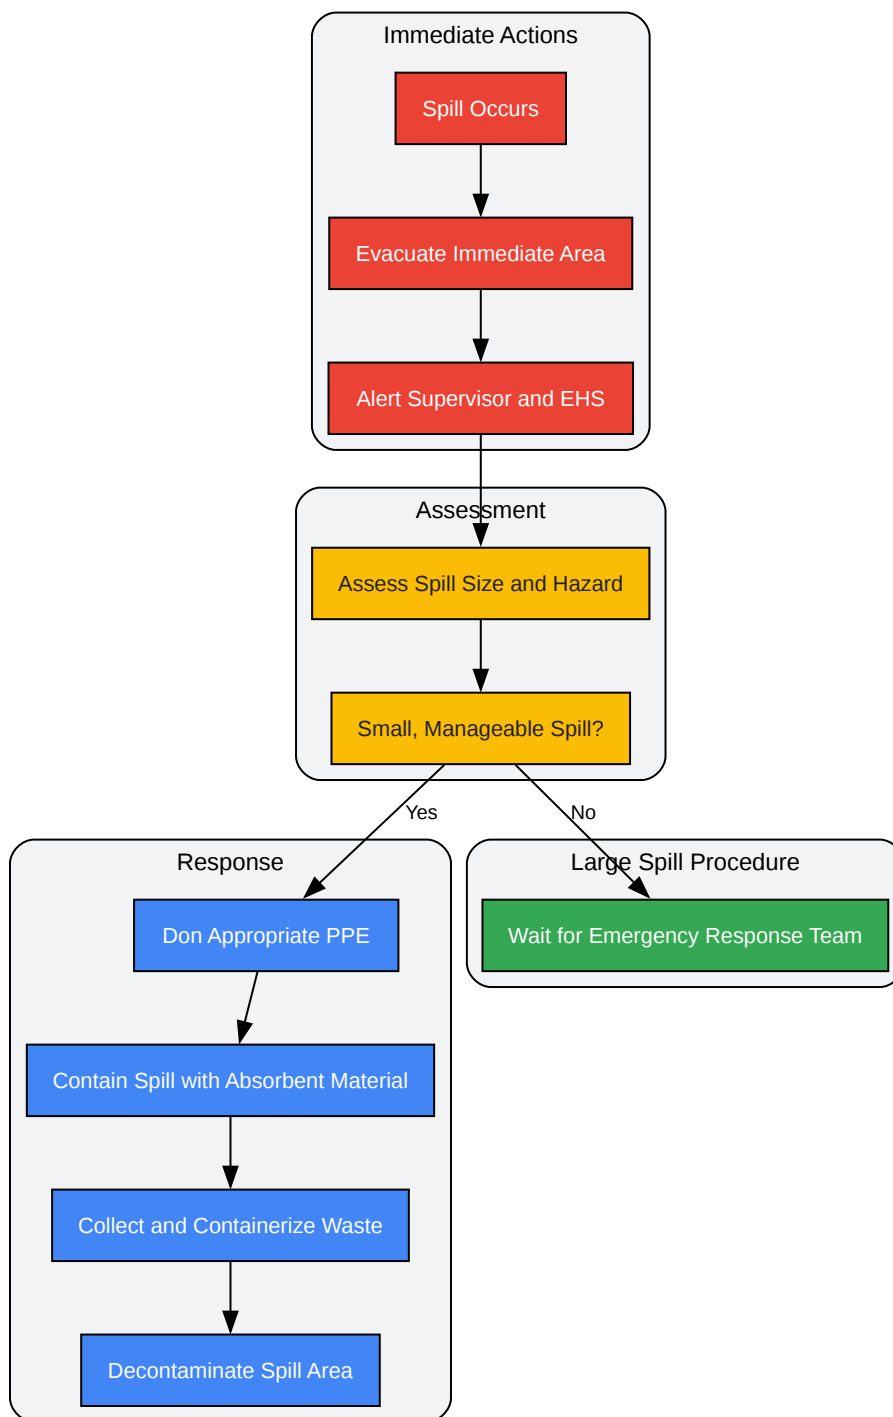 Immediate Actions
Spill Occurs
Evacuate Immediate Area
Alert Supervisor and EHS
Assessment
Assess Spill Size and Hazard
Small, Manageable Spill?
Yes
No
Response
Large Spill Procedure
Don Appropriate PPE
Wait for Emergency Response Team
Contain Spill with Absorbent Material
Collect and Containerize Waste
Decontaminate Spill Area